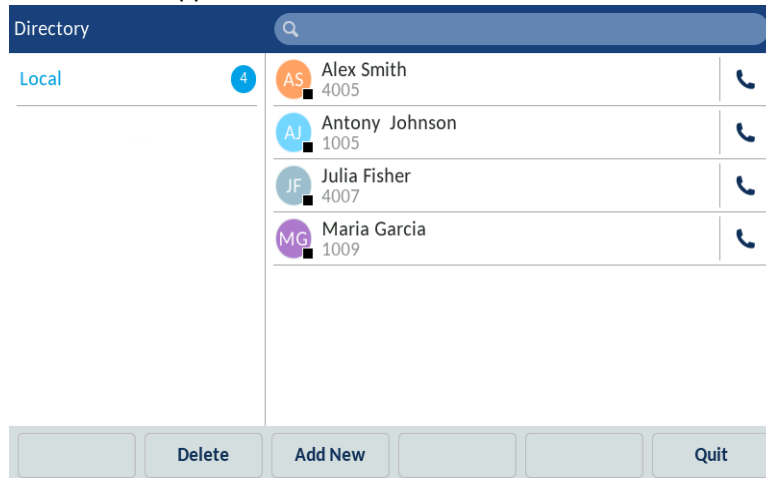 Directory
Local 4
AS Alex Smith
4005
AJ Antony Johnson
1005
JF Julia Fisher
4007
MG Maria Garcia
1009
Delete Add New Quit